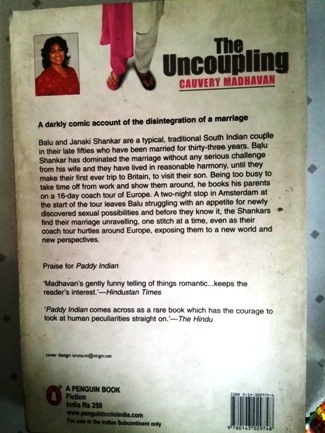 The
Uncoupling
CAUVERY MADHAVAN
A darkly comic account of the disintegration of a marriage
Balu and Janaki Shankar are a typical, traditional South Indian couple
in their late fifties who have been married for thirty-three years. Balu
Shankar has dominated the marriage without any serious challenge
from his wife and they have lived in reasonable harmony, until they
make their first ever trip to Britain, to visit their son. Being too busy to
take time off from work and show them around, he books his parents
on a 16-day coach tour of Europe. A two-night stop in Amsterdam at
the start of the tour leaves Balu struggling with an appetite for newly
discovered sexual possibilities and before they know it, the Shankars
find their marriage unravelling, one stitch at a time, even as their
coach tour hurtles around Europe, exposing them to a new world and
new perspectives.
Praise for Paddy Indian
'Madhavan's gently funny telling of things romantic...keeps the
reader's interest.'—Hindustan Times
'Paddy Indian comes across as a rare book which has the courage to
look at human peculiarities straight on.'—The Hindu
cover design: aruna.m@virgin.net
A PENGUIN BOOK
Fiction
India Rs 250
www.penguinbooksindia.com
For sale in the Indian Subcontinent only
9 780143 029748